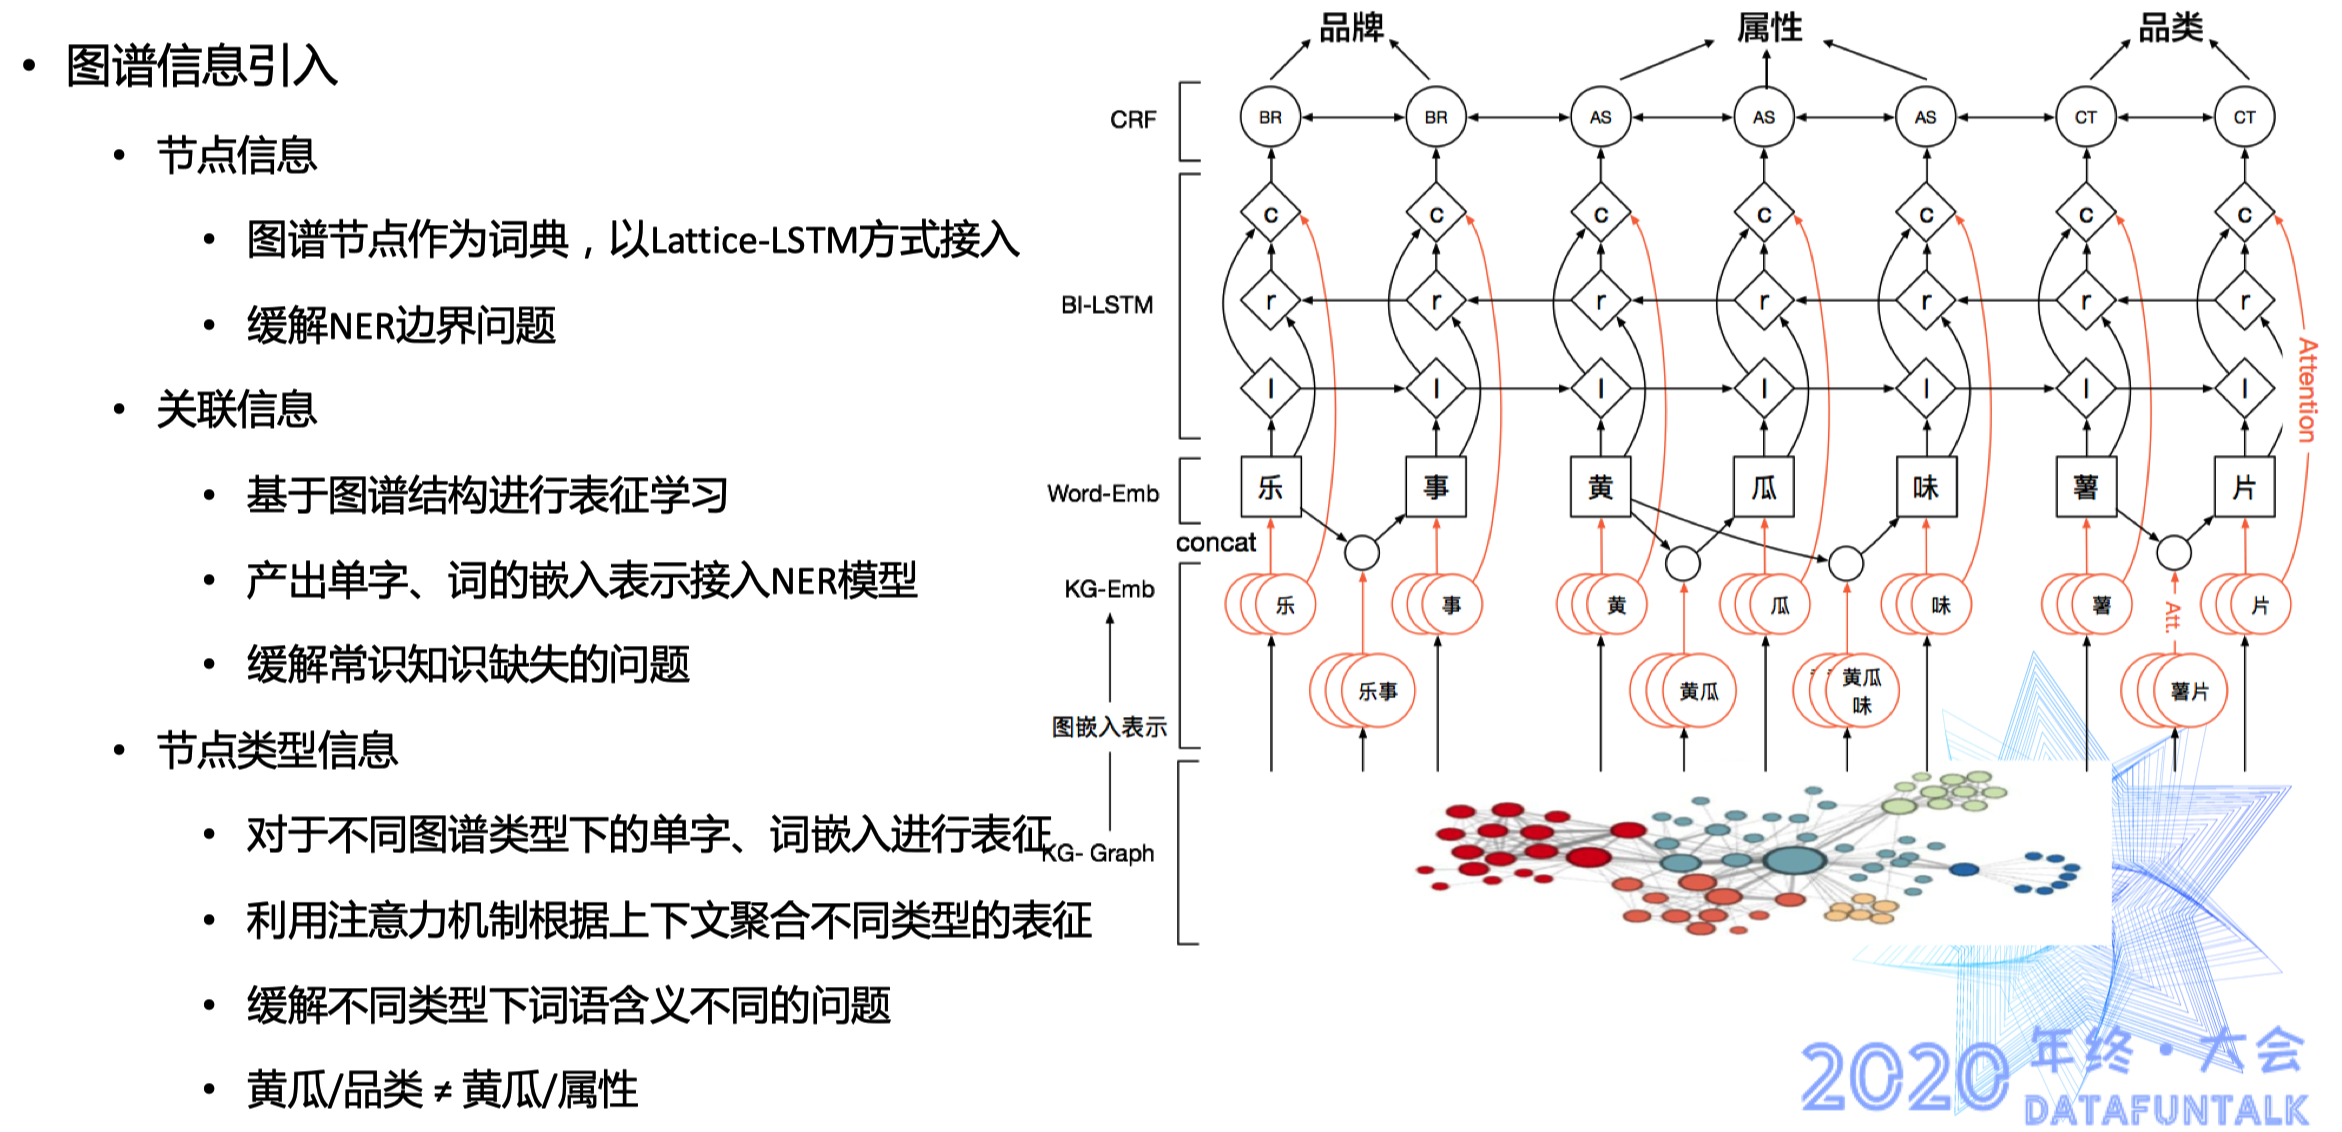 • 图谱信息引入
• 节点信息
• 图谱节点作为词典，以Lattice-LSTM方式接入
• 缓解NER边界问题
• 关联信息
• 基于图谱结构进行表征学习
• 产出单字、词的嵌入表示接入NER模型
• 缓解常识知识缺失的问题
• 节点类型信息
• 对于不同图谱类型下的单字、词嵌入进行表征
• 利用注意力机制根据上下文聚合不同类型的表征
• 缓解不同类型下词语含义不同的问题
• 黄瓜/品类 ≠ 黄瓜/属性
品牌 属性 品类
CRF BR BR AS AS AS CT CT
c c c c c c c
BI-LSTM r r r r r r r
l l l l l l l
Attention
Word-Emb 乐 事 黄 瓜 味 薯 片
concat
KG-Emb 乐 事 黄 瓜 味 薯 片
Att.
乐事 黄瓜 黄瓜 薯片
味
图嵌入表示
KG- Graph
2020 年终·大会
DATAFUNTALK